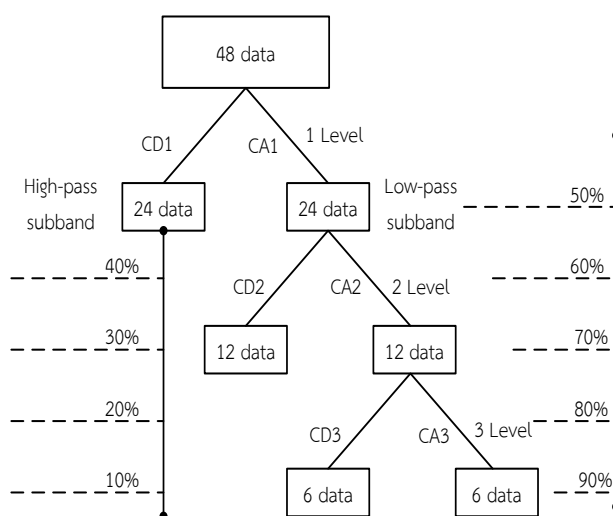 48 data
CD1
CA1
1 Level
High-pass
subband
24 data
24 data
Low-pass
subband
50%
40%
CD2
CA2
2 Level
60%
30%
12 data
12 data
70%
20%
CD3
CA3
3 Level
80%
10%
6 data
6 data
90%